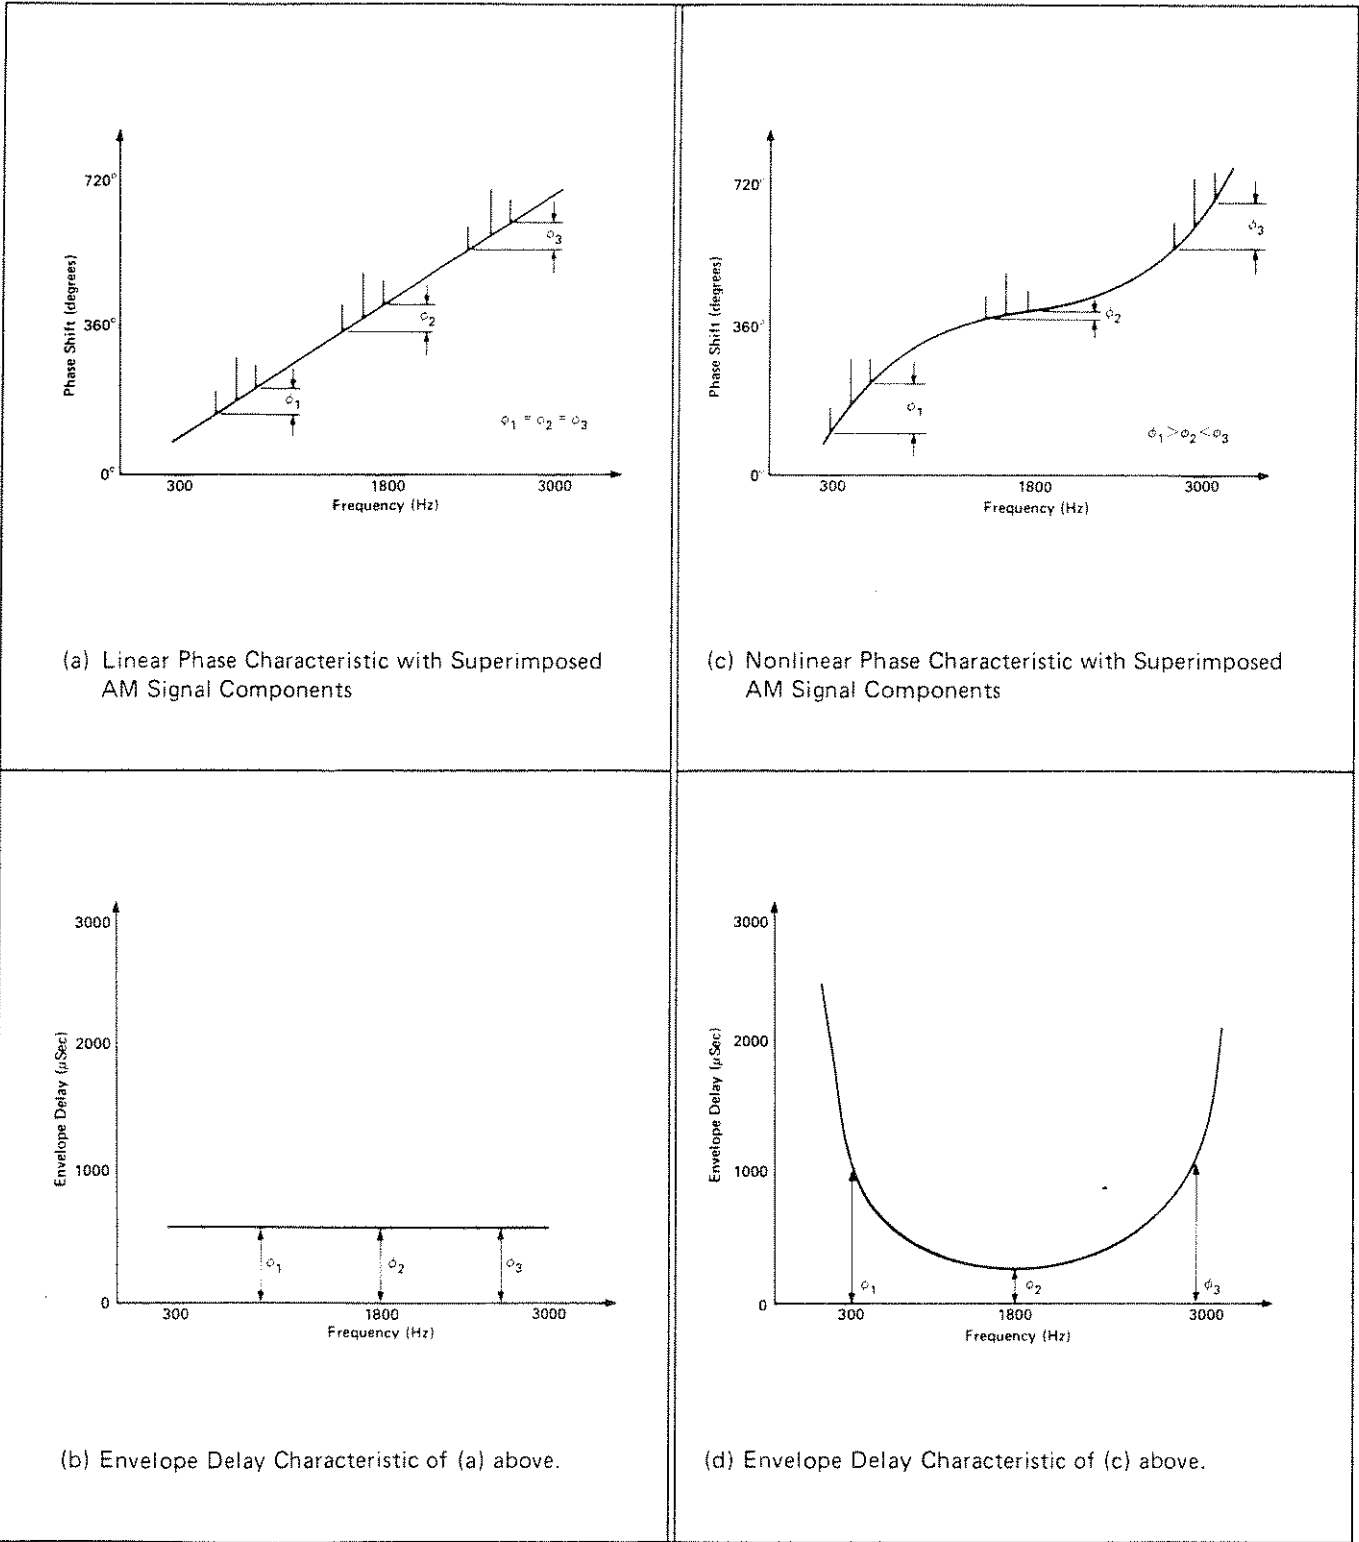 720°
360°
0°
Phase Shift (degrees)
ϕ₃
ϕ₂
ϕ₁
ϕ₁ = ϕ₂ = ϕ₃
300 1800 3000
Frequency (Hz)
(a) Linear Phase Characteristic with Superimposed
AM Signal Components
720°
360°
0°
Phase Shift (degrees)
ϕ₃
ϕ₂
ϕ₁
ϕ₁>ϕ₂<ϕ₃
300 1800 3000
Frequency (Hz)
(c) Nonlinear Phase Characteristic with Superimposed
AM Signal Components
3000
2000
1000
0
Envelope Delay (μSec)
ϕ₁ ϕ₂ ϕ₃
300 1800 3000
Frequency (Hz)
(b) Envelope Delay Characteristic of (a) above.
3000
2000
1000
0
Envelope Delay (μSec)
ϕ₁ ϕ₂ ϕ₃
300 1800 3000
Frequency (Hz)
(d) Envelope Delay Characteristic of (c) above.